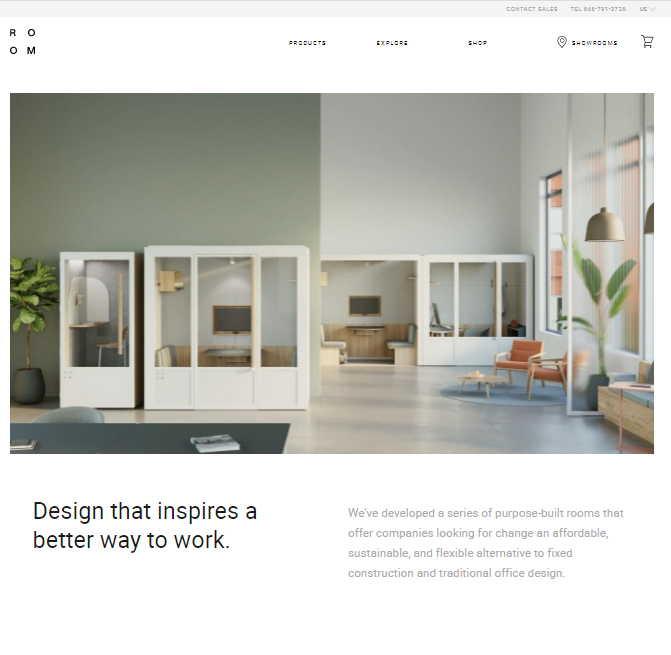 CONTACT SALES TEL 646-791-3726 US
R O
O M
PRODUCTS EXPLORE SHOP SHOWROOMS
Design that inspires a
better way to work.
We've developed a series of purpose-built rooms that
offer companies looking for change an affordable,
sustainable, and flexible alternative to fixed
construction and traditional office design.